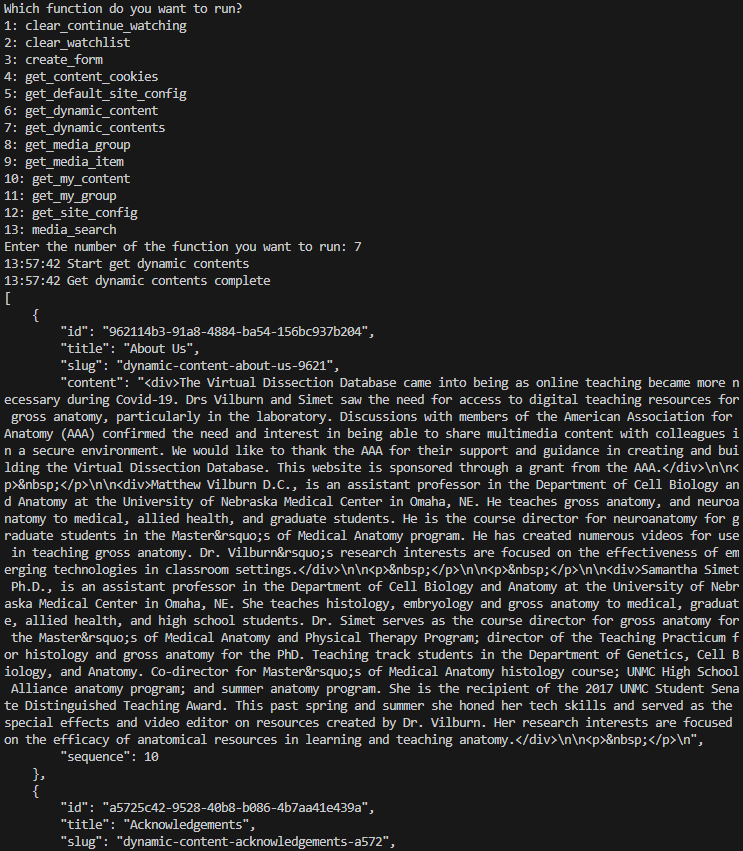 Which function do you want to run?
1: clear_continue_watching
2: clear_watchlist
3: create_form
4: get_content_cookies
5: get_default_site_config
6: get_dynamic_content
7: get_dynamic_contents
8: get_media_group
9: get_media_item
10: get_my_content
11: get_my_group
12: get_site_config
13: media_search
Enter the number of the function you want to run: 7
13:57:42 Start get dynamic contents
13:57:42 Get dynamic contents complete
[
    {
        "id": "962114b3-91a8-4884-ba54-156bc937b204",
        "title": "About Us",
        "slug": "dynamic-content-about-us-9621",
        "content": "<div>The Virtual Dissection Database came into being as online teaching became more n
ecessary during Covid-19. Drs Vilburn and Simet saw the need for access to digital teaching resources for
 gross anatomy, particularly in the laboratory. Discussions with members of the American Association for
Anatomy (AAA) confirmed the need and interest in being able to share multimedia content with colleagues i
n a secure environment. We would like to thank the AAA for their support and guidance in creating and bui
lding the Virtual Dissection Database. This website is sponsored through a grant from the AAA.</div>\n\n<
p>&nbsp;</p>\n\n<div>Matthew Vilburn D.C., is an assistant professor in the Department of Cell Biology an
d Anatomy at the University of Nebraska Medical Center in Omaha, NE. He teaches gross anatomy, and neuroa
natomy to medical, allied health, and graduate students. He is the course director for neuroanatomy for g
raduate students in the Master&rsquo;s of Medical Anatomy program. He has created numerous videos for use
 in teaching gross anatomy. Dr. Vilburn&rsquo;s research interests are focused on the effectiveness of em
erging technologies in classroom settings.</div>\n\n<p>&nbsp;</p>\n\n<p>&nbsp;</p>\n\n<div>Samantha Simet
 Ph.D., is an assistant professor in the Department of Cell Biology and Anatomy at the University of Nebr
aska Medical Center in Omaha, NE. She teaches histology, embryology and gross anatomy to medical, graduat
e, allied health, and high school students. Dr. Simet serves as the course director for gross anatomy for
 the Master&rsquo;s of Medical Anatomy and Physical Therapy Program; director of the Teaching Practicum f
or histology and gross anatomy for the PhD. Teaching track students in the Department of Genetics, Cell B
iology, and Anatomy. Co-director for Master&rsquo;s of Medical Anatomy histology course; UNMC High School
 Alliance anatomy program; and summer anatomy program. She is the recipient of the 2017 UNMC Student Sena
te Distinguished Teaching Award. This past spring and summer she honed her tech skills and served as the
special effects and video editor on resources created by Dr. Vilburn. Her research interests are focused
on the efficacy of anatomical resources in learning and teaching anatomy.</div>\n\n<p>&nbsp;</p>\n",
        "sequence": 10
    },
    {
        "id": "a5725c42-9528-40b8-b086-4b7aa41e439a",
        "title": "Acknowledgements",
        "slug": "dynamic-content-acknowledgements-a572",